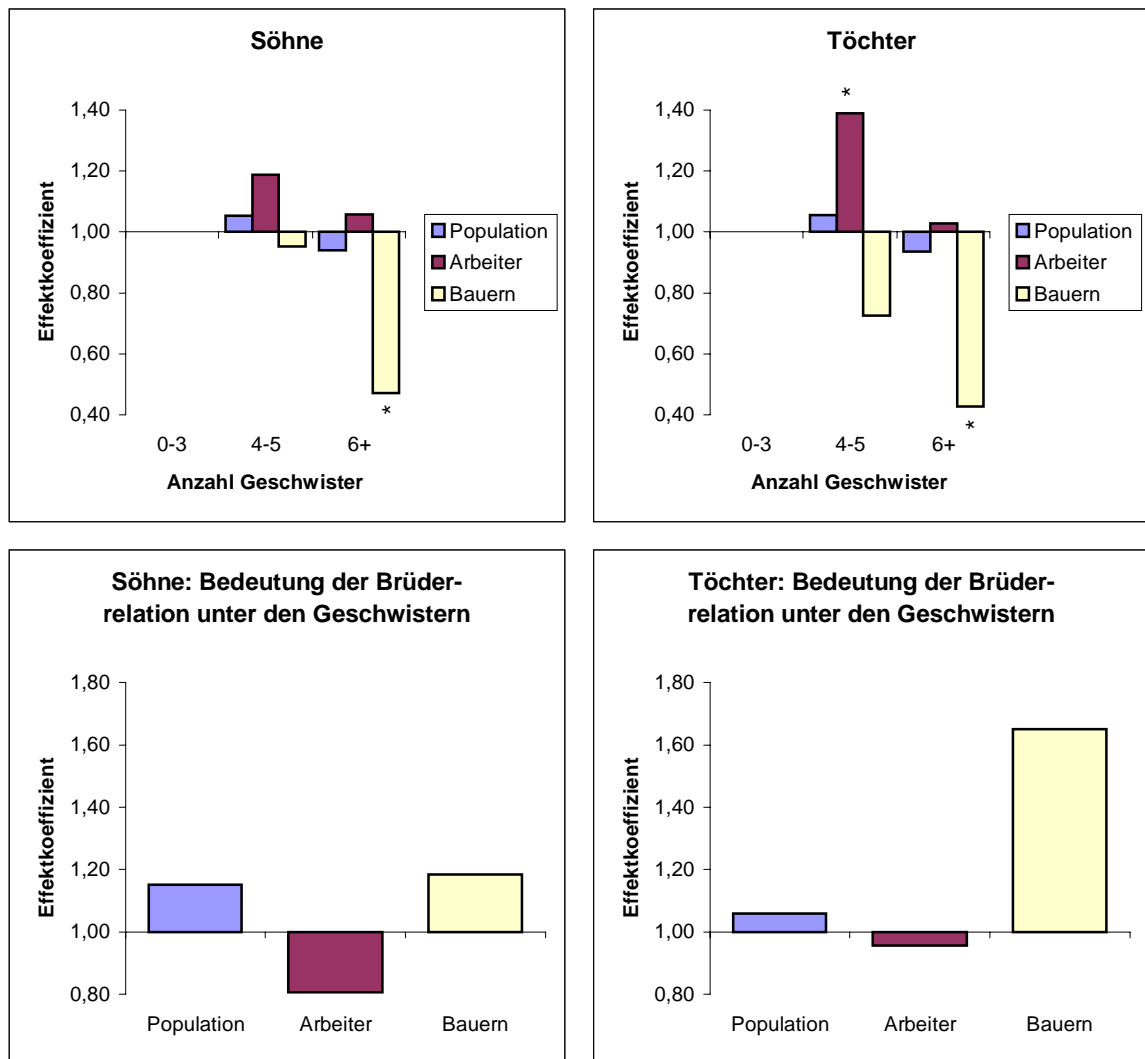 Söhne
1,40
1,20
1,00
0,80
0,60
0,40
Effektkoeffizient
*
0-3 4-5 6+
Anzahl Geschwister
Population
Arbeiter
Bauern
Töchter
1,40
1,20
1,00
0,80
0,60
0,40
Effektkoeffizient
*
*
0-3 4-5 6+
Anzahl Geschwister
Population
Arbeiter
Bauern
Söhne: Bedeutung der Brüder-
relation unter den Geschwistern
1,80
1,60
1,40
1,20
1,00
0,80
Effektkoeffizient
Population Arbeiter Bauern
Töchter: Bedeutung der Brüder-
relation unter den Geschwistern
1,80
1,60
1,40
1,20
1,00
0,80
Effektkoeffizient
Population Arbeiter Bauern